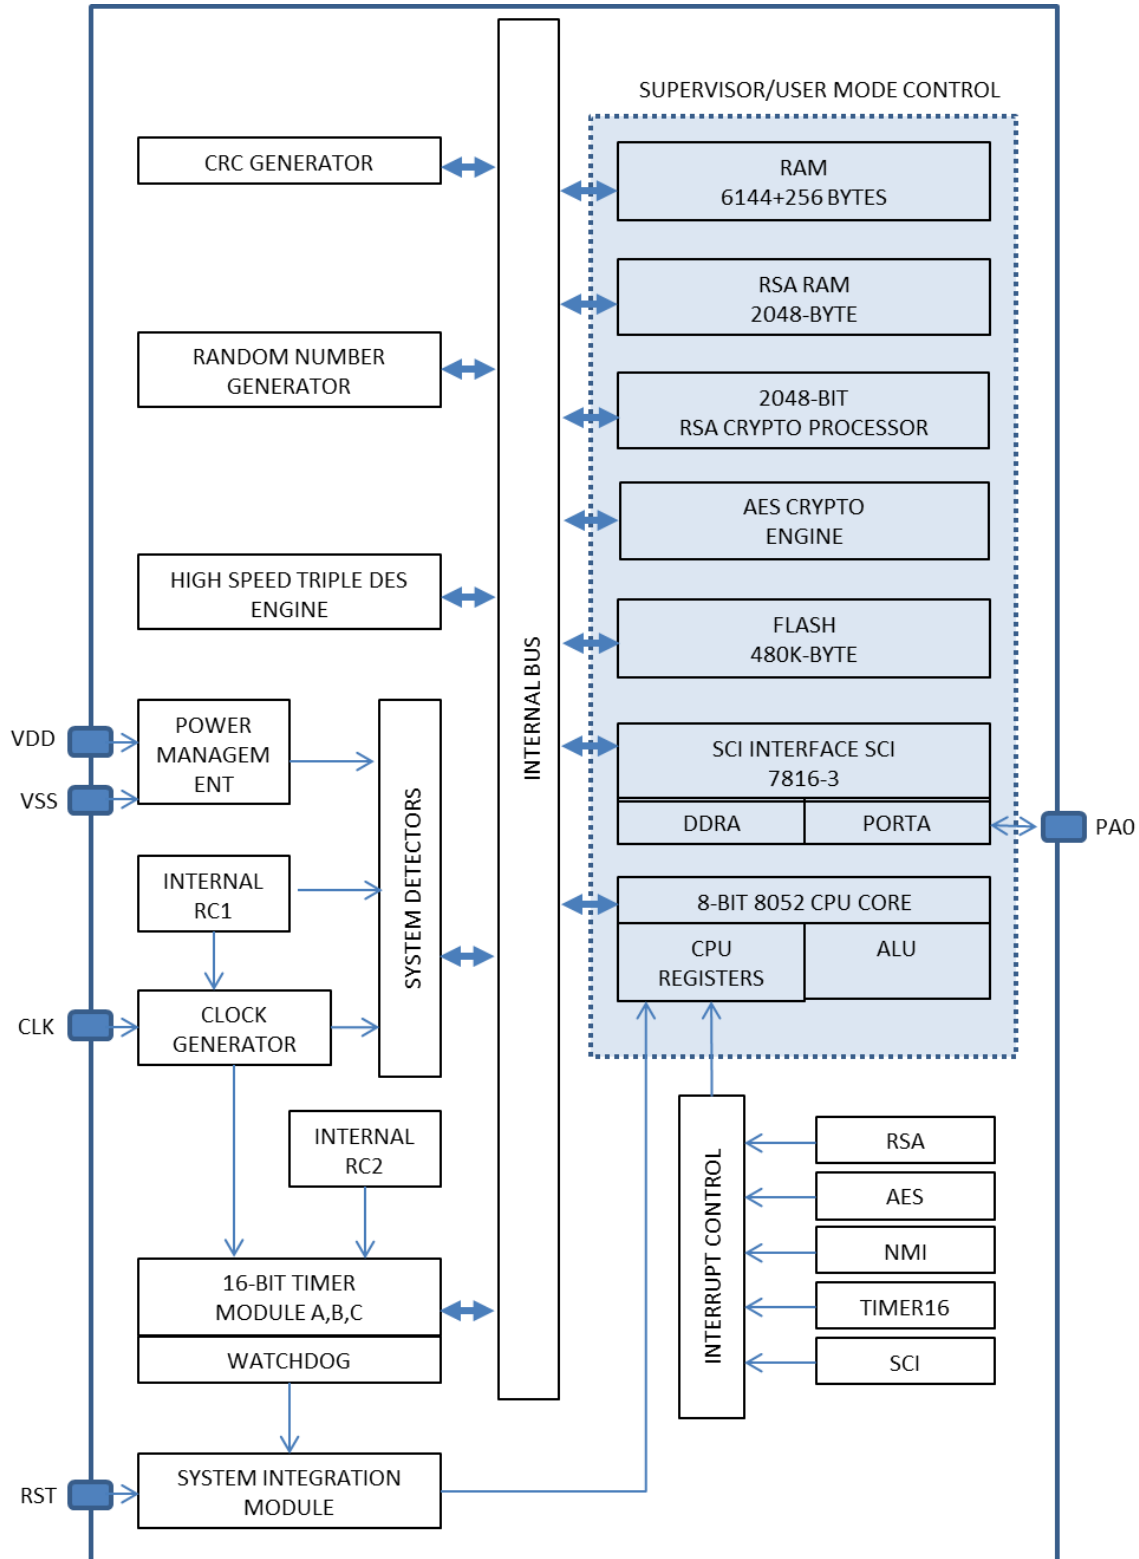 SUPERVISOR/USER MODE CONTROL
CRC GENERATOR
RANDOM NUMBER
GENERATOR
HIGH SPEED TRIPLE DES
ENGINE
VDD
VSS
POWER
MANAGEM
ENT
INTERNAL
RC1
CLK
CLOCK
GENERATOR
SYSTEM DETECTORS
INTERNAL
RC2
16-BIT TIMER
MODULE A,B,C
WATCHDOG
RST
SYSTEM INTEGRATION
MODULE
INTERNAL BUS
RAM
6144+256 BYTES
RSA RAM
2048-BYTE
2048-BIT
RSA CRYPTO PROCESSOR
AES CRYPTO
ENGINE
FLASH
480K-BYTE
SCI INTERFACE SCI
7816-3
DDRA
PORTA
PA0
8-BIT 8052 CPU CORE
CPU
REGISTERS
ALU
INTERRUPT CONTROL
RSA
AES
NMI
TIMER16
SCI